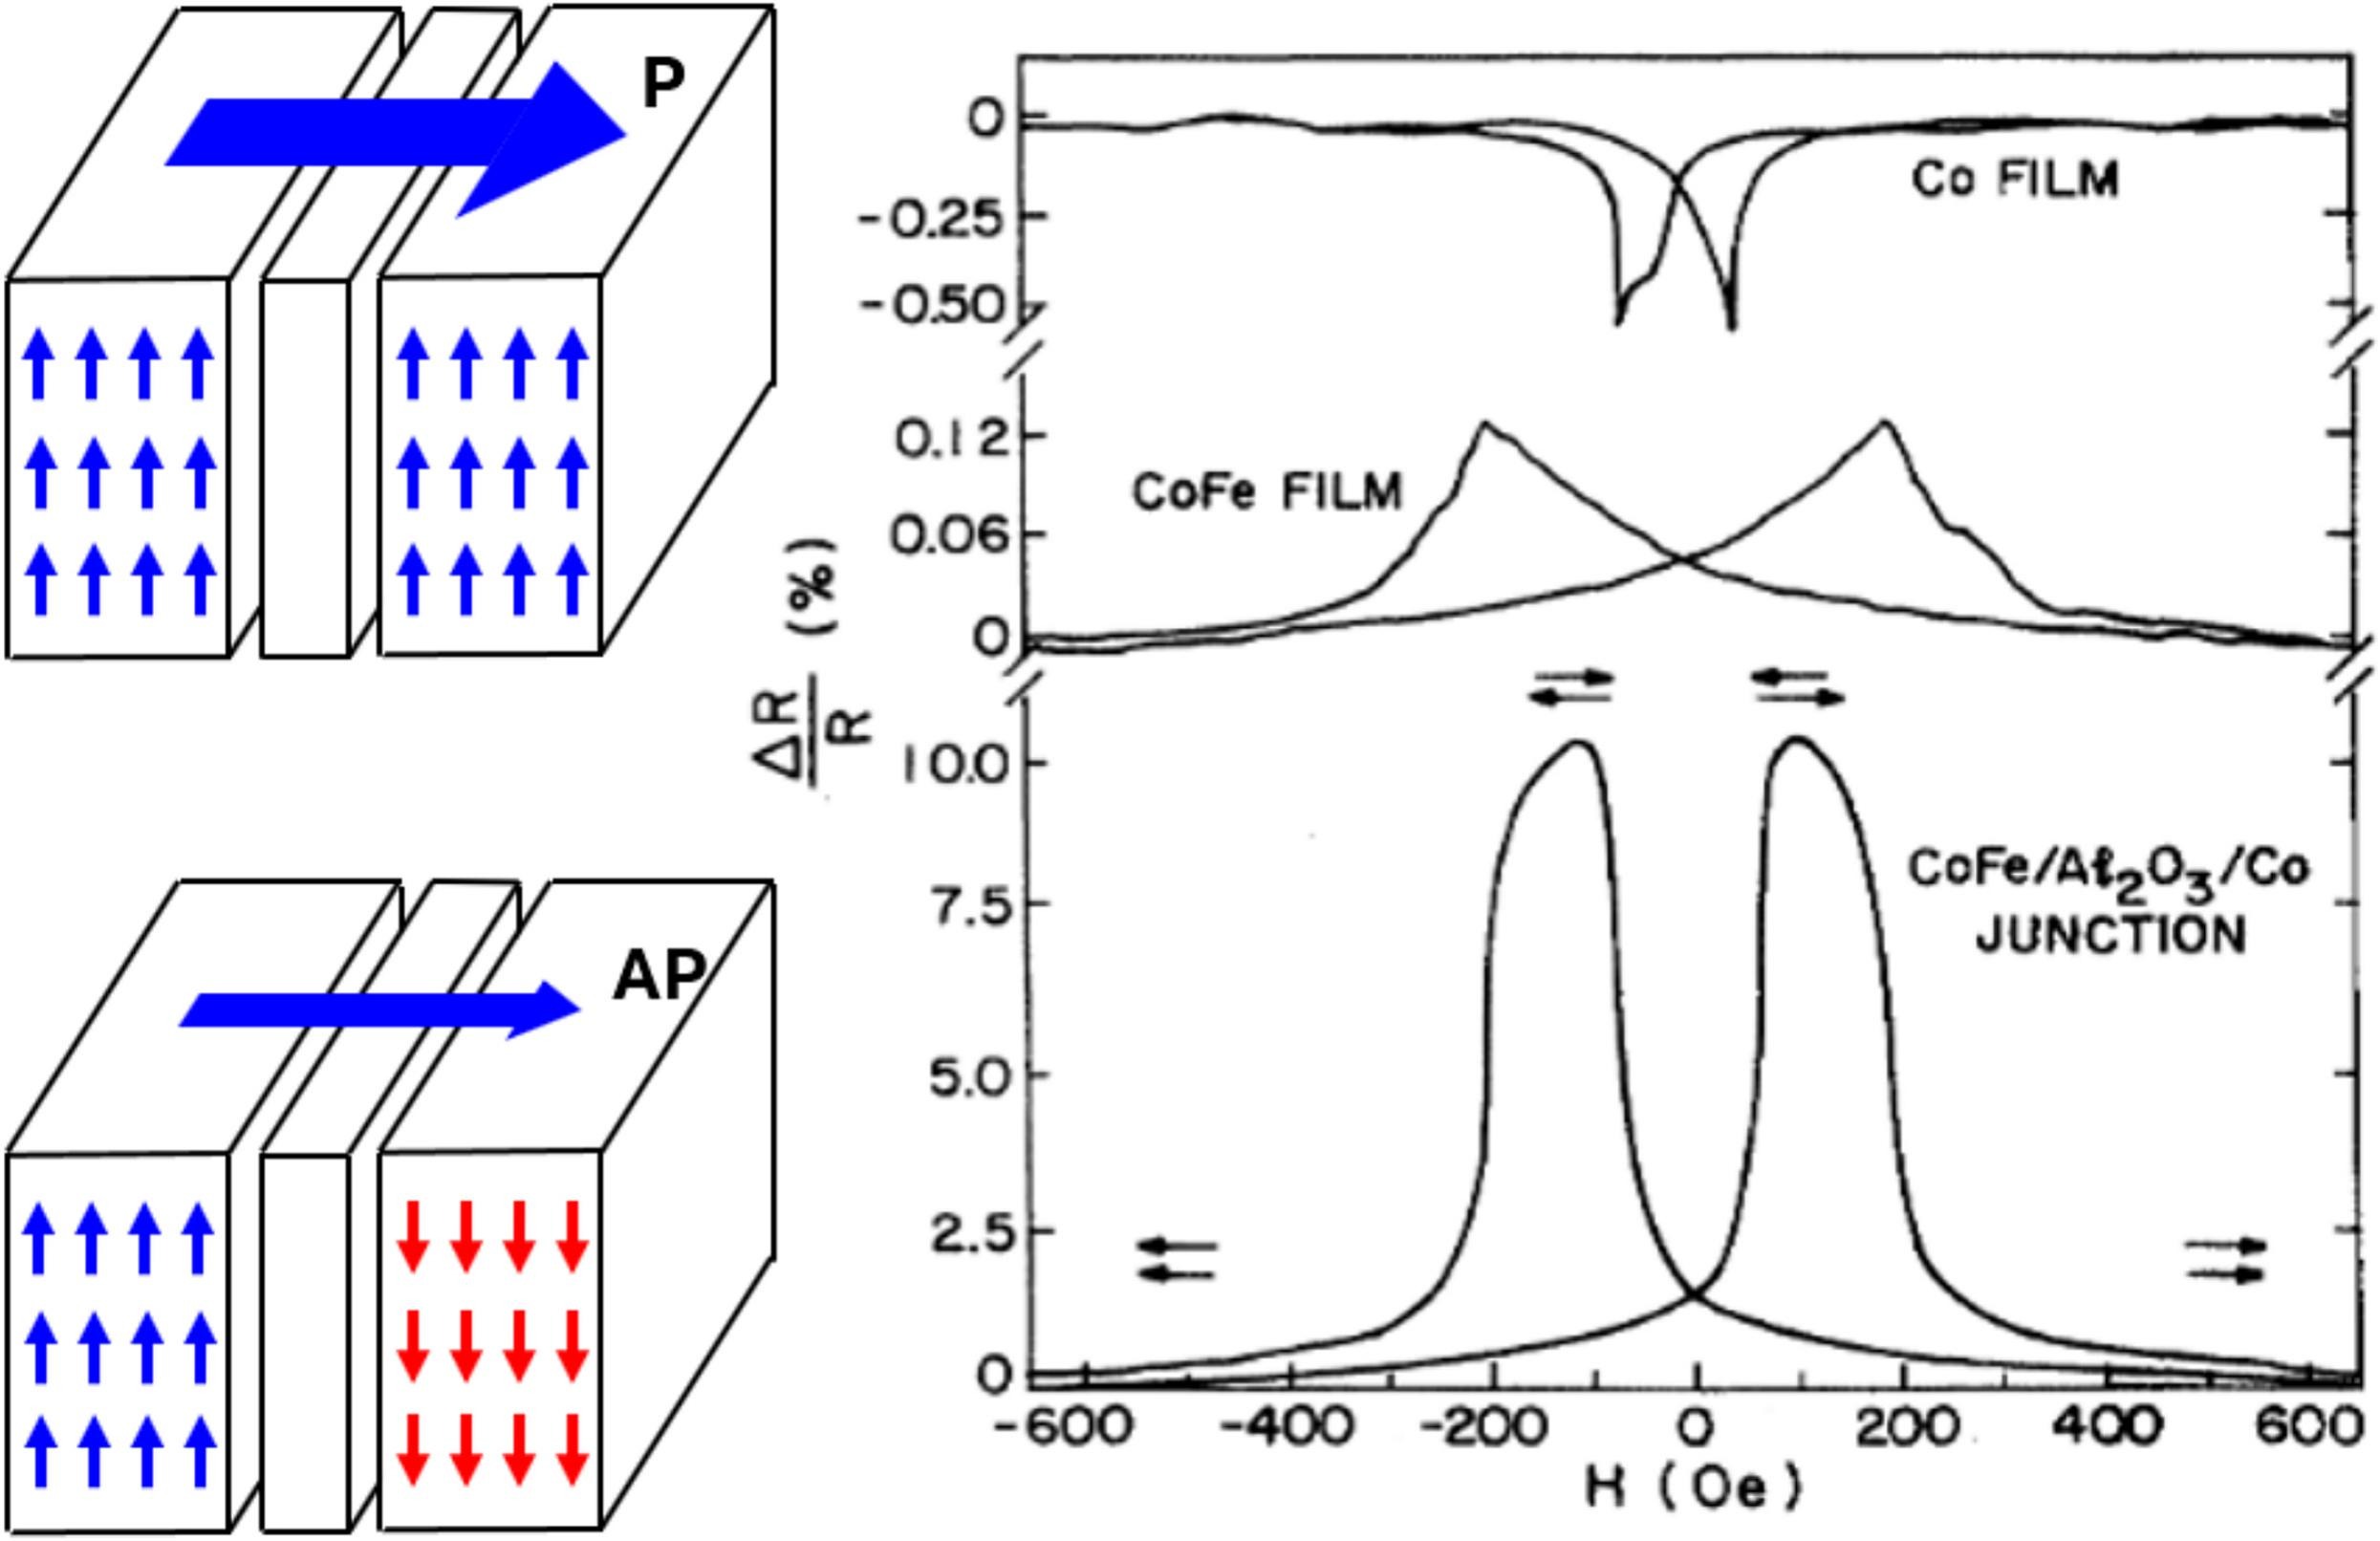 P
AP
0
-0.25
-0.50
Co FILM
0.12
0.06
0
CoFe FILM
ΔR/R (%)
10.0
7.5
5.0
2.5
0
CoFe/Aℓ₂O₃/Co
JUNCTION
-600 -400 -200 0 200 400 600
H (Oe)